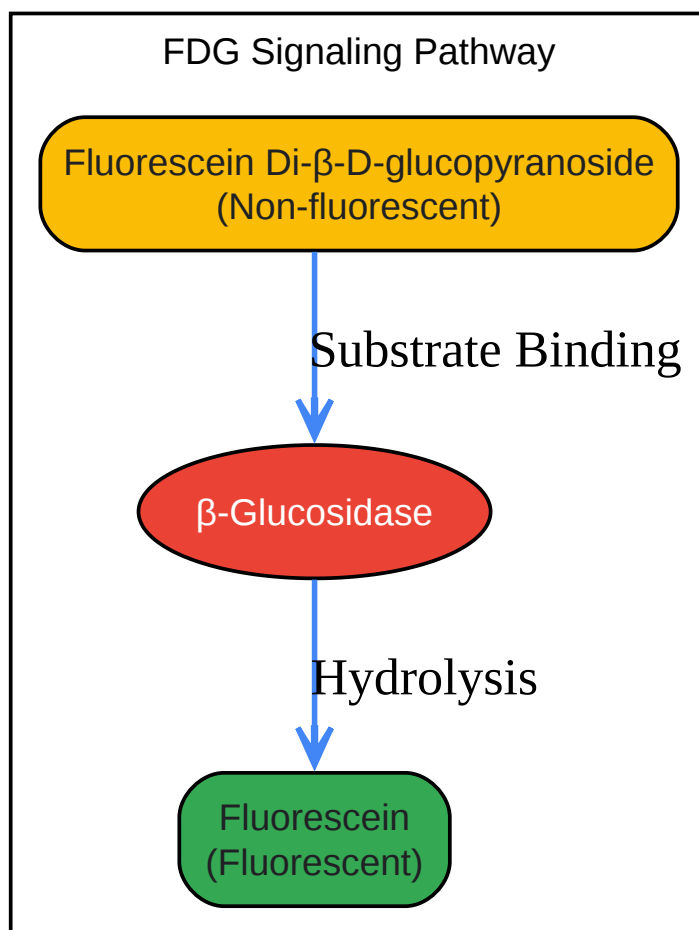 FDG Signaling Pathway
Fluorescein Di-β-D-glucopyranoside
(Non-fluorescent)
Substrate Binding
β-Glucosidase
Hydrolysis
Fluorescein
(Fluorescent)